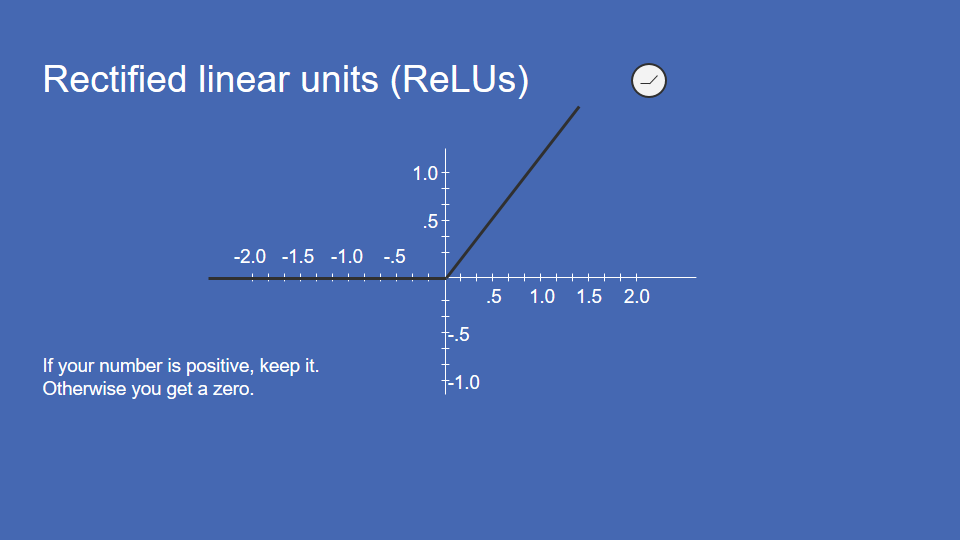 Rectified linear units (ReLUs)
1.0
.5
-2.0 -1.5 -1.0 -.5
.5 1.0 1.5 2.0
-.5
If your number is positive, keep it.
Otherwise you get a zero.
-1.0